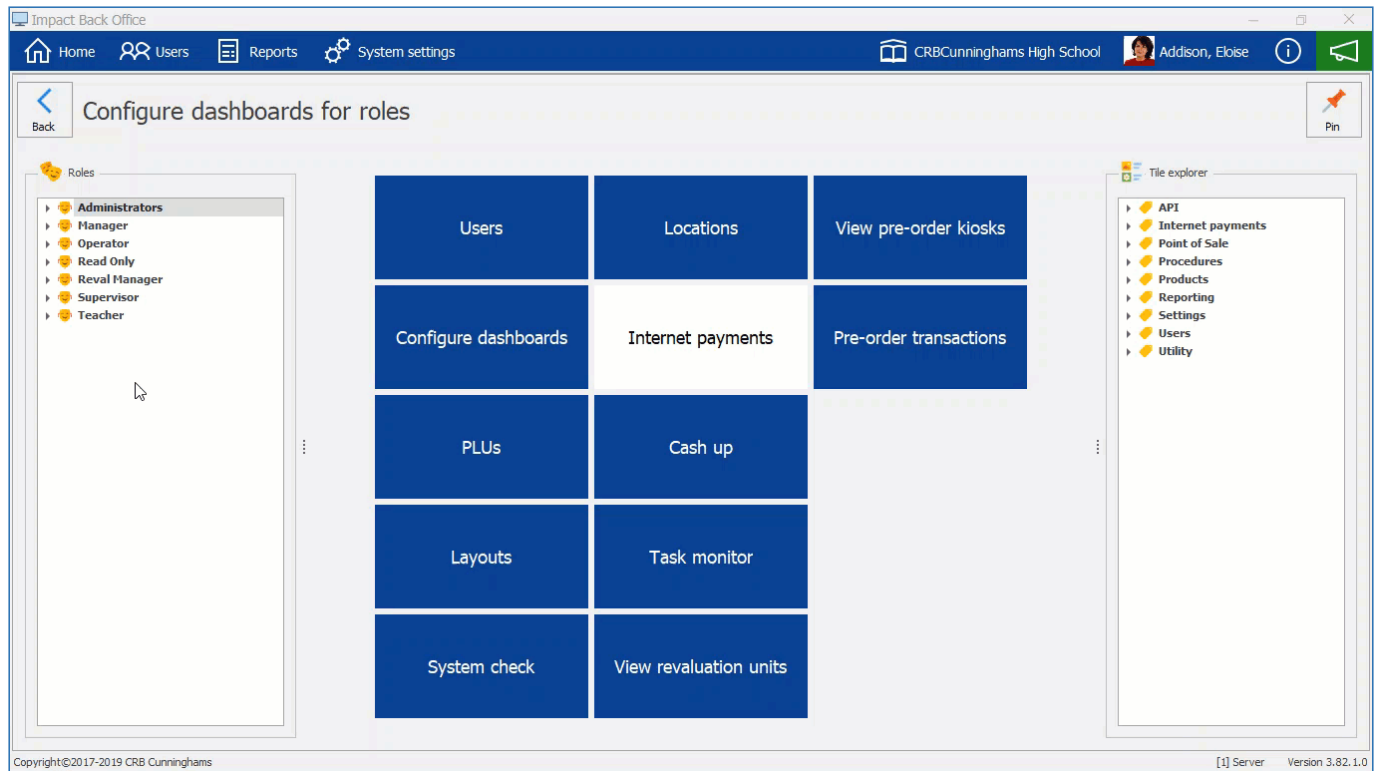 Impact Back Office
Home Users Reports System settings CRBCunninghams High School Addison, Eloise
Back
Configure dashboards for roles
Pin
Roles
Administrators
Manager
Operator
Read Only
Reval Manager
Supervisor
Teacher
Users Locations View pre-order kiosks
Configure dashboards Internet payments Pre-order transactions
PLUs Cash up
Layouts Task monitor
System check View revaluation units
Tile explorer
API
Internet payments
Point of Sale
Procedures
Products
Reporting
Settings
Users
Utility
Copyright©2017-2019 CRB Cunninghams [1] Server Version 3.82.1.0